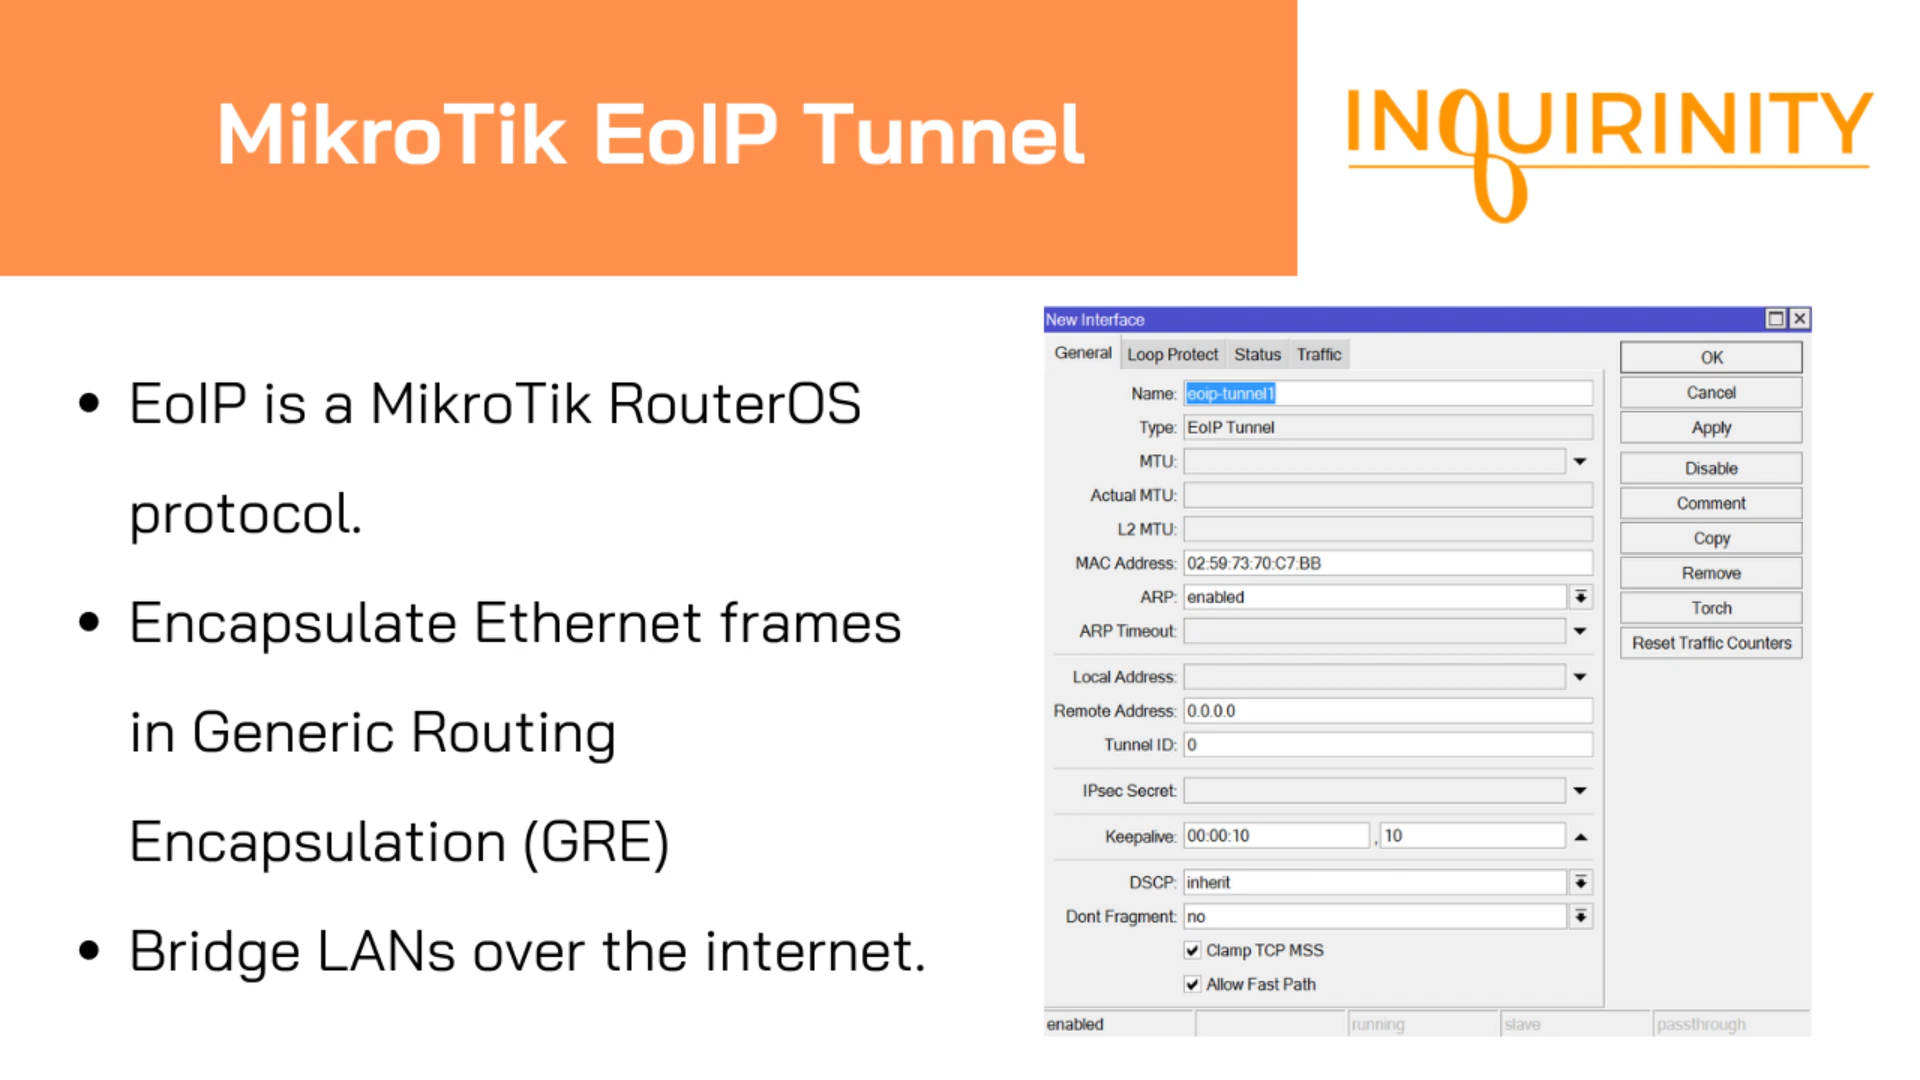 MikroTik EoIP Tunnel
INQUIRINITY
• EoIP is a MikroTik RouterOS
protocol.
• Encapsulate Ethernet frames
in Generic Routing
Encapsulation (GRE)
• Bridge LANs over the internet.
New Interface
General Loop Protect Status Traffic
Name: eoip-tunnel1
Type: EoIP Tunnel
MTU:
Actual MTU:
L2 MTU:
MAC Address: 02:59:73:70:C7:BB
ARP: enabled
ARP Timeout:
Local Address:
Remote Address: 0.0.0.0
Tunnel ID: 0
IPsec Secret:
Keepalive: 00:00:10 , 10
DSCP: inherit
Dont Fragment: no
Clamp TCP MSS
Allow Fast Path
OK
Cancel
Apply
Disable
Comment
Copy
Remove
Torch
Reset Traffic Counters
enabled running slave passthrough